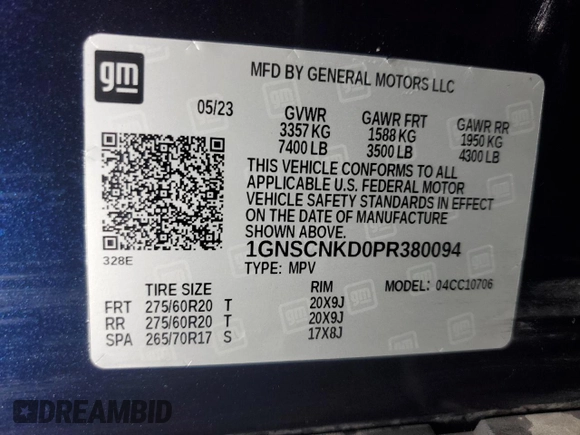 gm
MFD BY GENERAL MOTORS LLC
05/23 GVWR GAWR FRT GAWR RR
3357 KG 1588 KG 1950 KG
7400 LB 3500 LB 4300 LB
THIS VEHICLE CONFORMS TO ALL
APPLICABLE U.S. FEDERAL MOTOR
VEHICLE SAFETY STANDARDS IN EFFECT
ON THE DATE OF MANUFACTURE
SHOWN ABOVE.
328E
1GNSCNKD0PR380094
TYPE: MPV
TIRE SIZE RIM MODEL: 04CC10706
FRT 275/60R20 T 20X9J
RR 275/60R20 T 20X9J
SPA 265/70R17 S 17X8J
DREAMBID